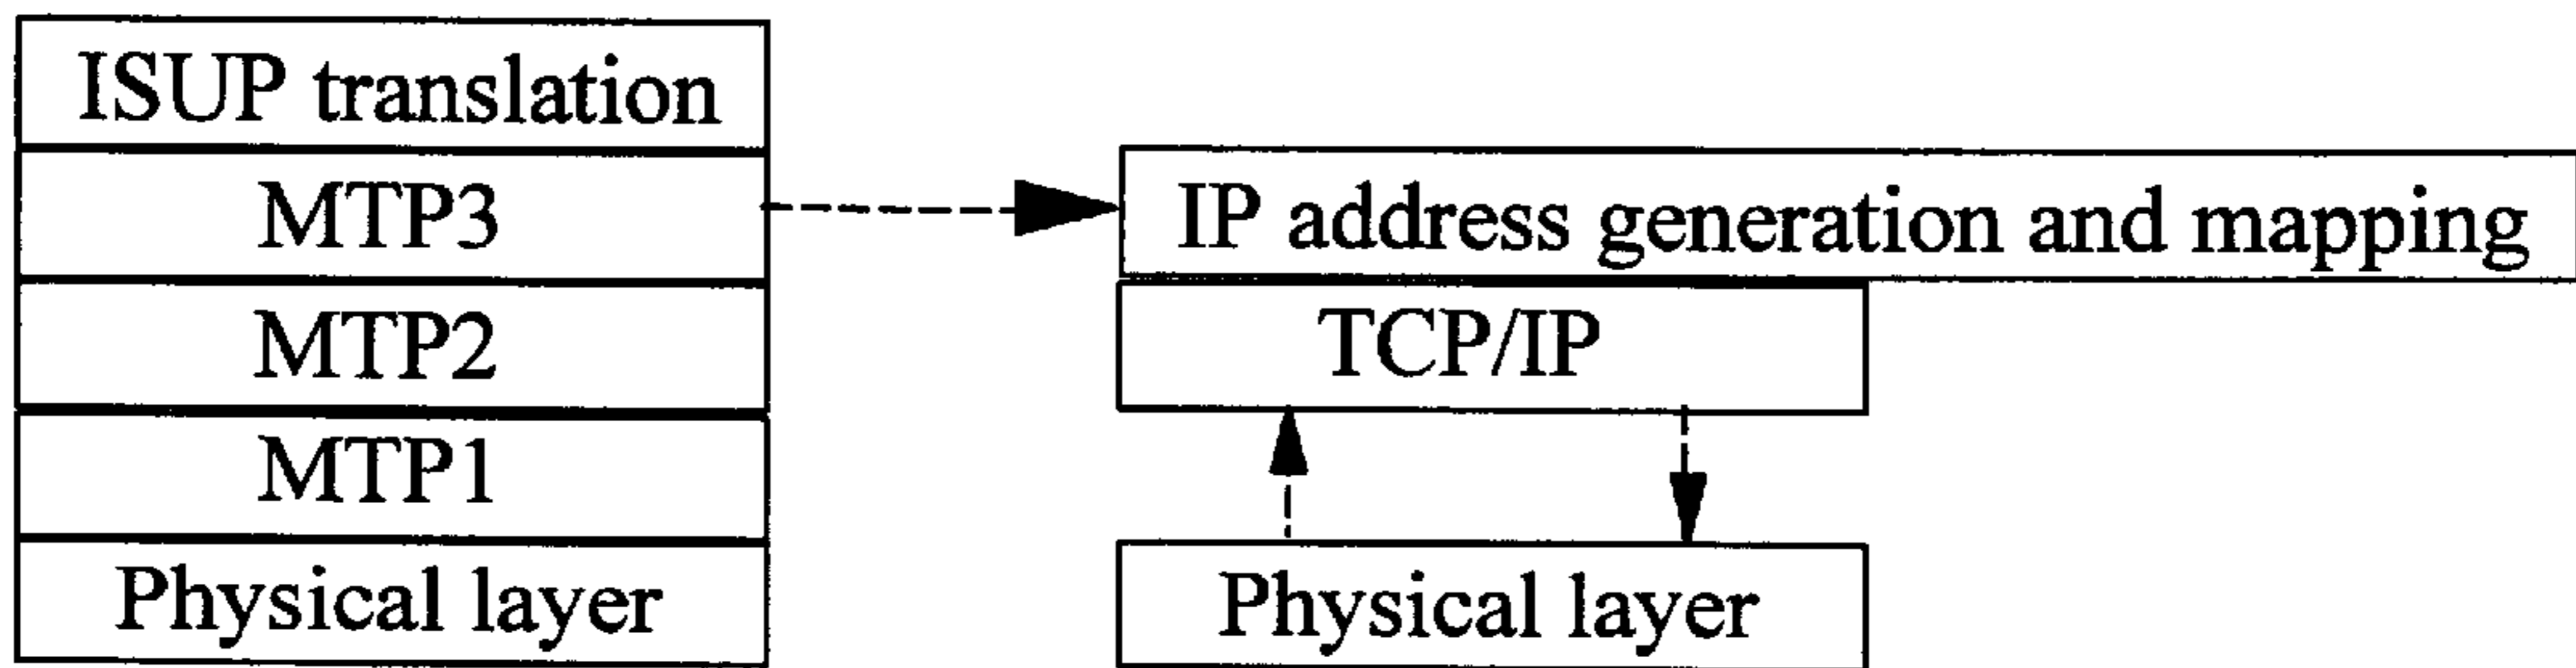 ISUP translation
MTP3
MTP2
MTP1
Physical layer
IP address generation and mapping
TCP/IP
Physical layer